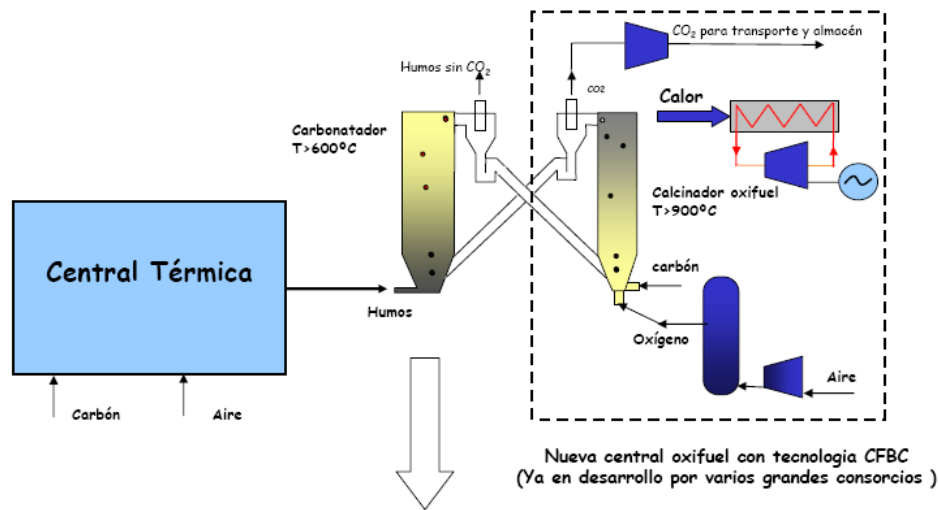 CO₂ para transporte y almacén
Humos sin CO₂
CO2
Calor
Carbonatador
T>600ºC
Calcinador oxifuel
T>900ºC
Central Térmica
carbón
Humos
Oxígeno
Aire
Carbón
Aire
Nueva central oxifuel con tecnologia CFBC
(Ya en desarrollo por varios grandes consorcios )